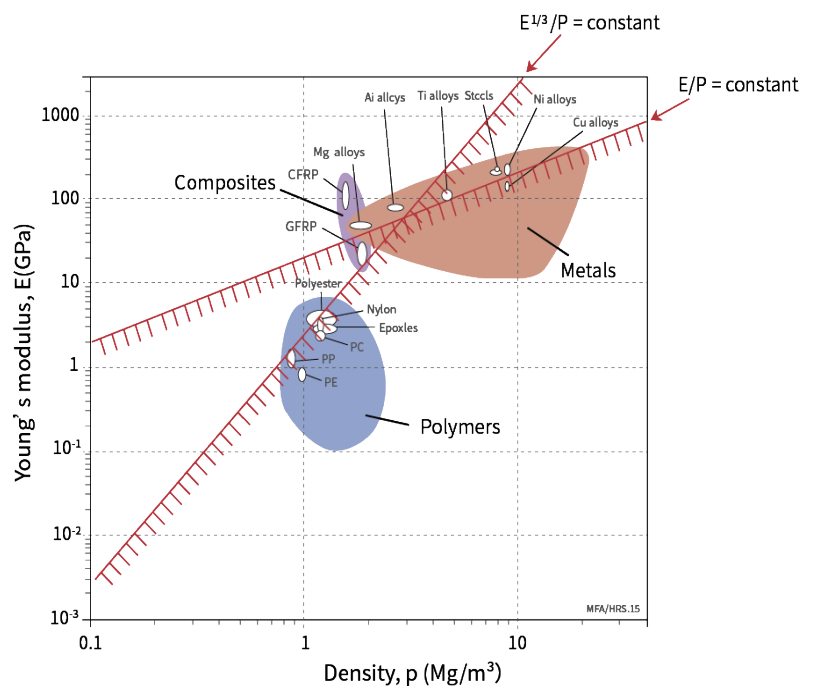 E1/3/P = constant
E/P = constant
1000
100
10
1
10-1
10-2
10-3
Young’ s modulus, E(GPa)
Ai allcys
Ti alloys
Stccls
Ni alloys
Cu alloys
Mg alloys
CFRP
Composites
GFRP
Metals
Polyester
Nylon
Epoxles
PC
PP
PE
Polymers
MFA/HRS.15
0.1
1
10
Density, p (Mg/m³)